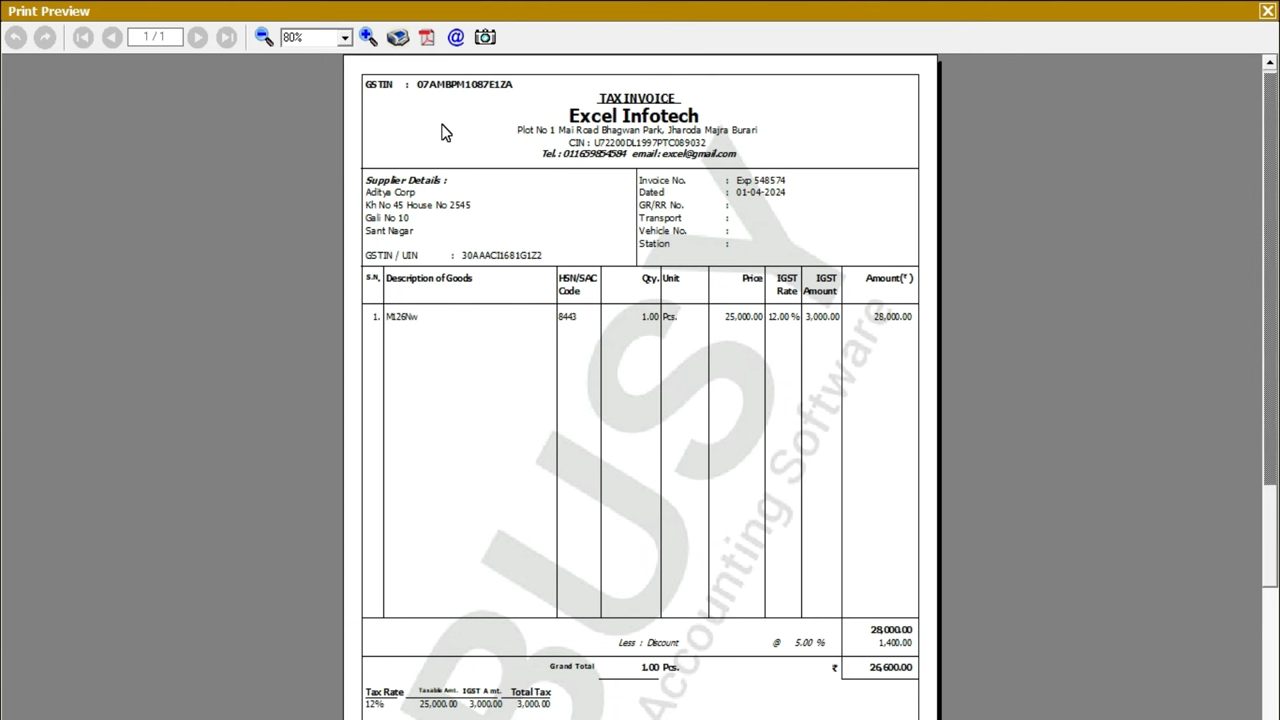 Print Preview
1 / 1
80%
GSTIN : 07AMBPM1087E1ZA
TAX INVOICE
Excel Infotech
Plot No 1 Mai Road Bhagwan Park, Jharoda Majra Burari
CIN : U72200DL1997PTC089032
Tel. : 011659854584 email: excel@gmail.com
Supplier Details :
Aditya Corp
Kh No 45 House No 2545
Gali No 10
Sant Nagar
GSTIN / UIN : 30AAACI1681G1Z2
Invoice No. : Exp 548574
Dated : 01-04-2024
GR/RR No. :
Transport :
Vehicle No. :
Station :
S.N. Description of Goods HSN/SAC Code Qty. Unit Price IGST Rate IGST Amount Amount(₹)
1. M126Nw 8443 1.00 Pcs. 25,000.00 12.00 % 3,000.00 28,000.00
28,000.00
Less : Discount @ 5.00 % 1,400.00
Grand Total 1.00 Pcs. ₹ 26,600.00
Tax Rate Taxable Amt. IGST Amt. Total Tax
12% 25,000.00 3,000.00 3,000.00
BUSY
Accounting Software